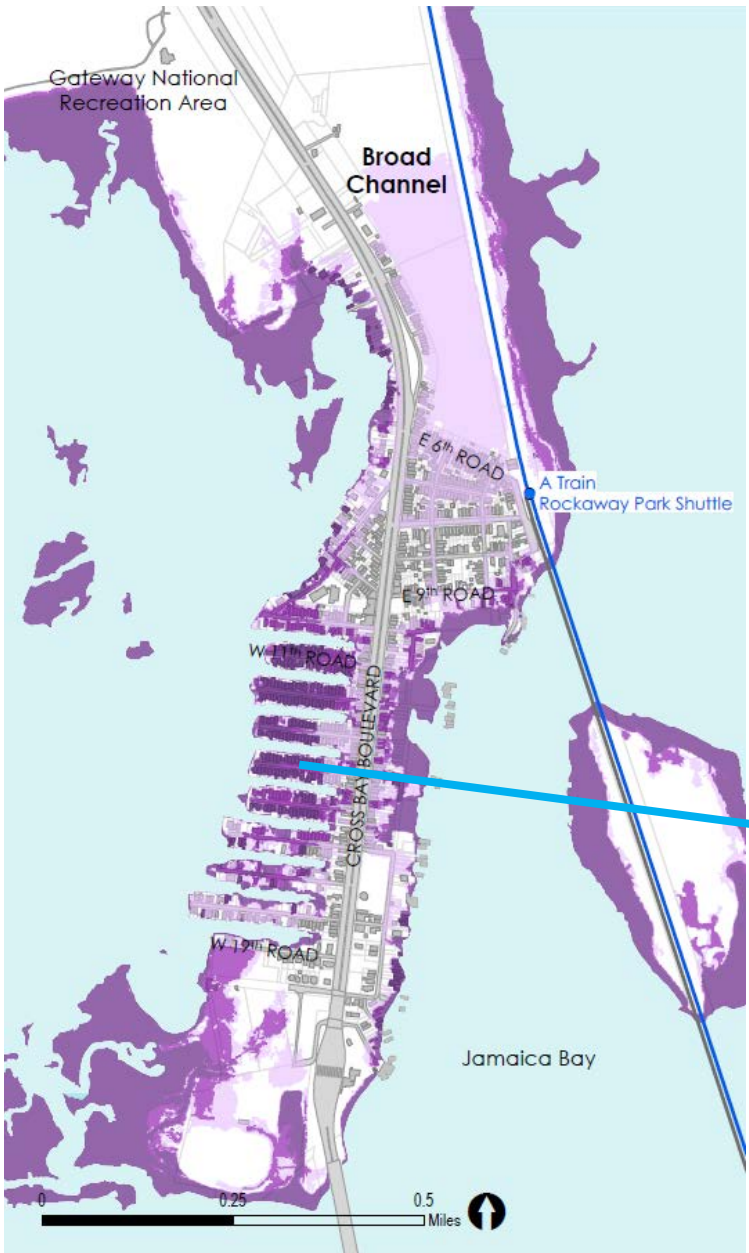 Gateway National
Recreation Area
Broad
Channel
E 6th ROAD
A Train
Rockaway Park Shuttle
E 9th ROAD
W 11th ROAD
CROSS BAY BOULEVARD
W 19th ROAD
Jamaica Bay
0 0.25 0.5
Miles